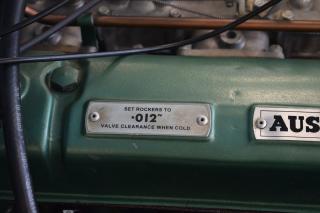 SET ROCKERS TO
·012"
VALVE CLEARANCE WHEN COLD
AUS